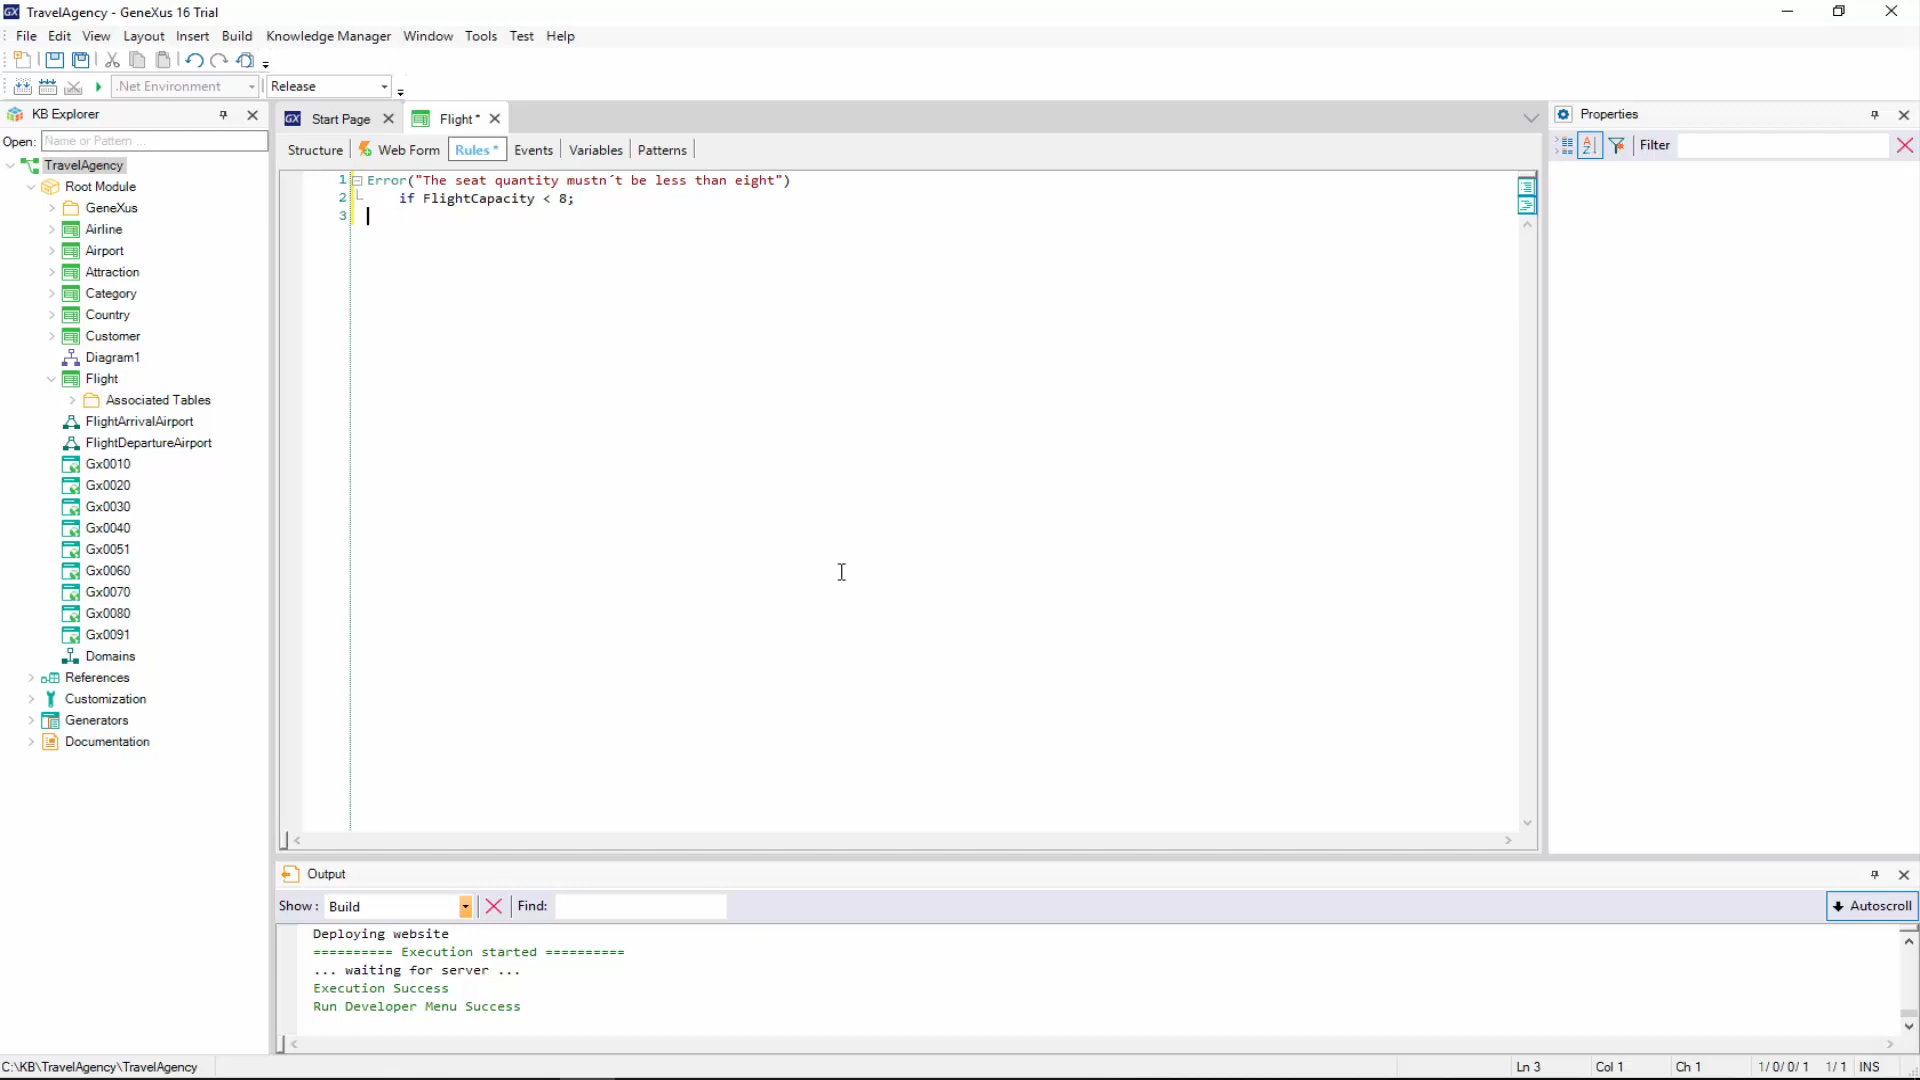 TravelAgency - GeneXus 16 Trial
File Edit View Layout Insert Build Knowledge Manager Window Tools Test Help
.Net Environment Release
KB Explorer
Open: Name or Pattern ...
TravelAgency
Root Module
GeneXus
Airline
Airport
Attraction
Category
Country
Customer
Diagram1
Flight
Associated Tables
FlightArrivalAirport
FlightDepartureAirport
Gx0010
Gx0020
Gx0030
Gx0040
Gx0051
Gx0060
Gx0070
Gx0080
Gx0091
Domains
References
Customization
Generators
Documentation
Start Page Flight *
Structure Web Form Rules * Events Variables Patterns
1 Error("The seat quantity mustn´t be less than eight")
2 if FlightCapacity < 8;
3
Properties
Filter
Output
Show : Build Find: Autoscroll
Deploying website
========== Execution started ==========
... waiting for server ...
Execution Success
Run Developer Menu Success
C:\KB\TravelAgency\TravelAgency Ln 3 Col 1 Ch 1 1/0/0/1 1/1 INS